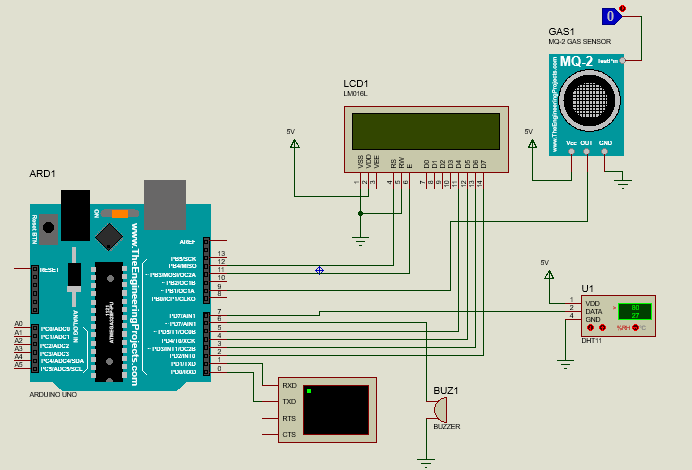 0
GAS1
MQ-2 GAS SENSOR
MQ-2
TestPin
www.TheEngineeringProjects.com
Vcc OUT GND
LCD1
LM016L
5V
5V
VSS VDD VEE RS RW E D0 D1 D2 D3 D4 D5 D6 D7
1 2 3 4 5 6 7 8 9 10 11 12 13 14
ARD1
Reset BTN
ON
www.TheEngineeringProjects.com
AREF
13
PB5/SCK
12
PB4/MISO
11
~PB3/MOSI/OC2A
10
~PB2/OC1B
9
~PB1/OC1A
8
PB0/ICP1/CLKO
RESET
ANALOG IN
7
PD7/AIN1
6
~PD7/AIN1
5
4
PD4/T0/XCK
3
~PD3/INT1/OC2B
2
PD2/INT0
1
PD1/TXD
0
PD0/RXD
A0
PC0/ADC0
A1
PC1/ADC1
A2
PC2/ADC2
A3
PC3/ADC3
A4
PC4/ADC4/SDA
A5
PC5/ADC5/SCL
ARDUINO UNO
RXD
TXD
RTS
CTS
BUZ1
BUZZER
5V
U1
1 VDD
2 DATA
4 GND
80
27
%RH °C
DHT11